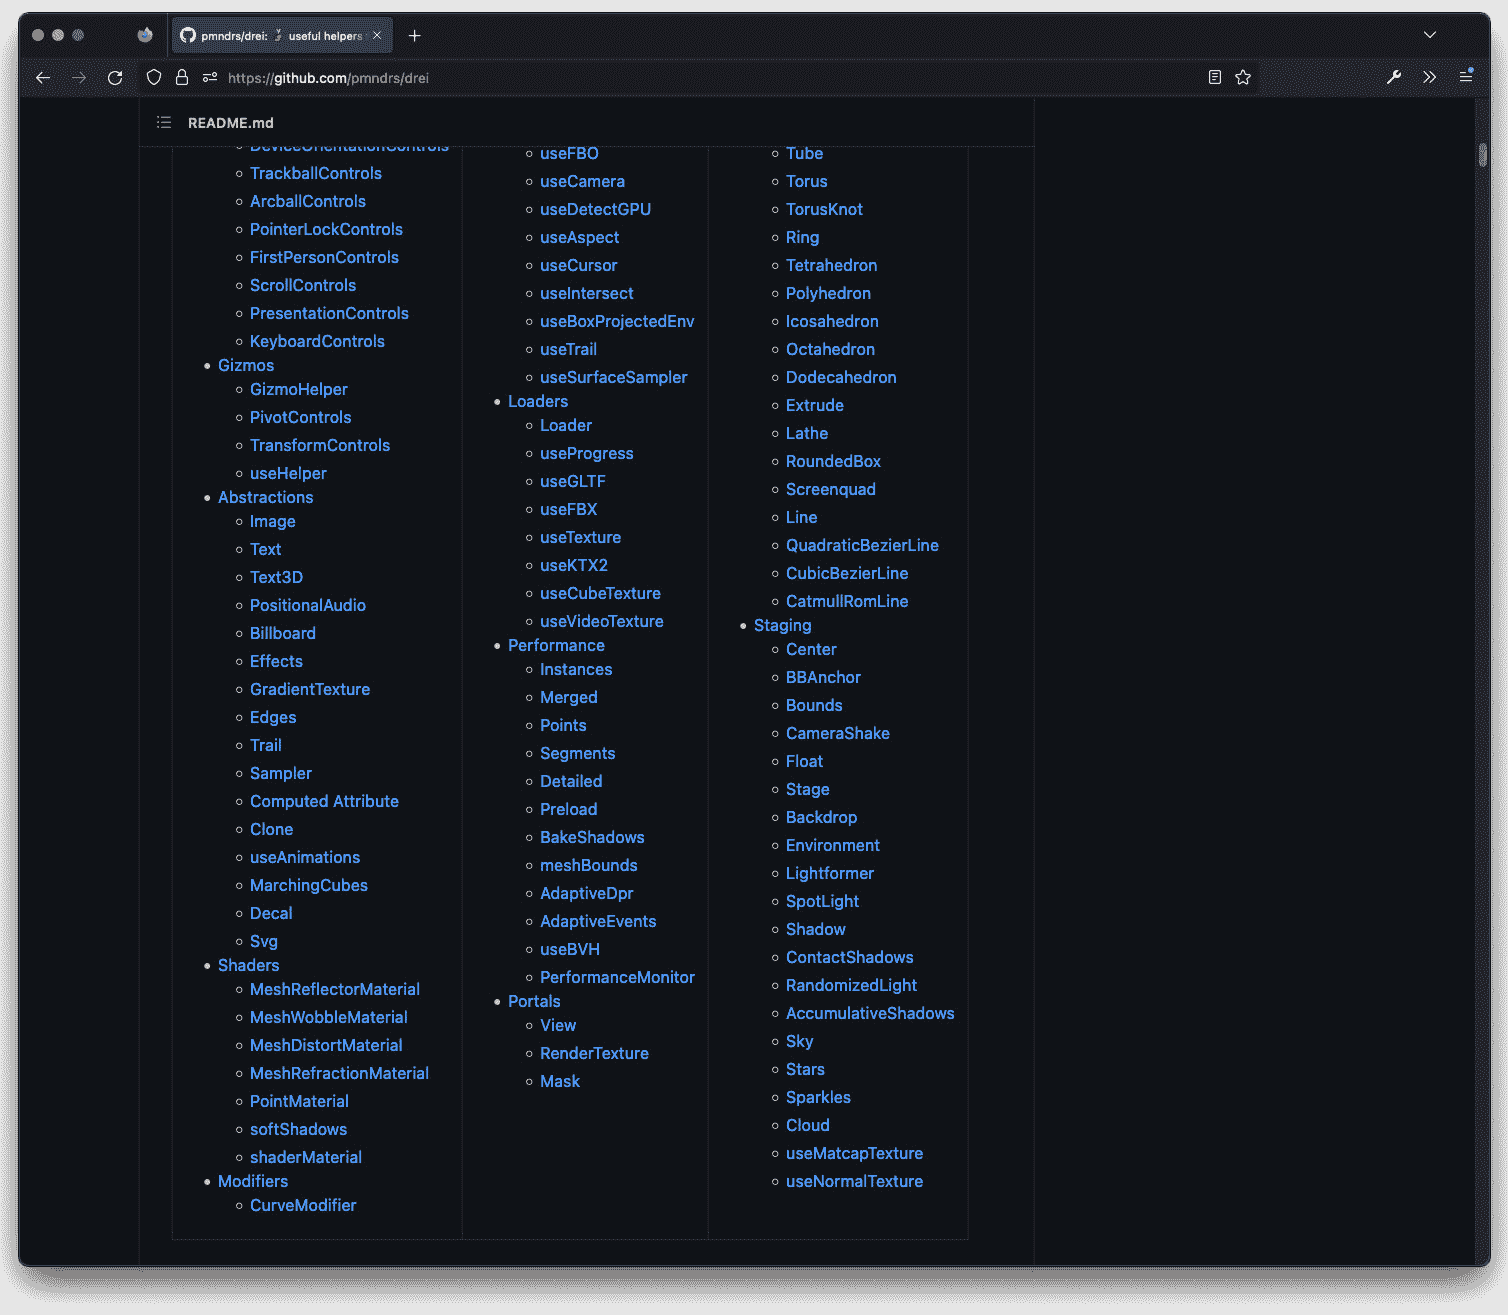 pmndrs/drei: useful helpers
https://github.com/pmndrs/drei
README.md
DeviceOrientationControls
TrackballControls
ArcballControls
PointerLockControls
FirstPersonControls
ScrollControls
PresentationControls
KeyboardControls
Gizmos
GizmoHelper
PivotControls
TransformControls
useHelper
Abstractions
Image
Text
Text3D
PositionalAudio
Billboard
Effects
GradientTexture
Edges
Trail
Sampler
Computed Attribute
Clone
useAnimations
MarchingCubes
Decal
Svg
Shaders
MeshReflectorMaterial
MeshWobbleMaterial
MeshDistortMaterial
MeshRefractionMaterial
PointMaterial
softShadows
shaderMaterial
Modifiers
CurveModifier
useFBO
useCamera
useDetectGPU
useAspect
useCursor
useIntersect
useBoxProjectedEnv
useTrail
useSurfaceSampler
Loaders
Loader
useProgress
useGLTF
useFBX
useTexture
useKTX2
useCubeTexture
useVideoTexture
Performance
Instances
Merged
Points
Segments
Detailed
Preload
BakeShadows
meshBounds
AdaptiveDpr
AdaptiveEvents
useBVH
PerformanceMonitor
Portals
View
RenderTexture
Mask
Tube
Torus
TorusKnot
Ring
Tetrahedron
Polyhedron
Icosahedron
Octahedron
Dodecahedron
Extrude
Lathe
RoundedBox
Screenquad
Line
QuadraticBezierLine
CubicBezierLine
CatmullRomLine
Staging
Center
BBAnchor
Bounds
CameraShake
Float
Stage
Backdrop
Environment
Lightformer
SpotLight
Shadow
ContactShadows
RandomizedLight
AccumulativeShadows
Sky
Stars
Sparkles
Cloud
useMatcapTexture
useNormalTexture